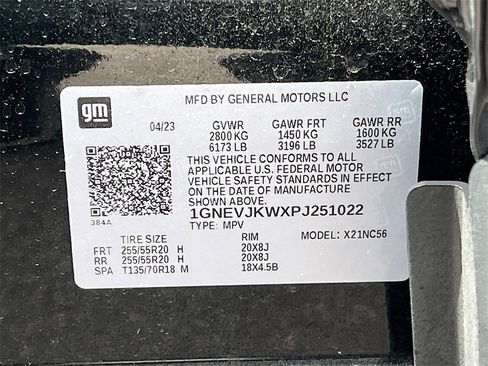 gm
MFD BY GENERAL MOTORS LLC
04/23 GVWR GAWR FRT GAWR RR
2800 KG 1450 KG 1600 KG
6173 LB 3196 LB 3527 LB
THIS VEHICLE CONFORMS TO ALL
APPLICABLE U.S. FEDERAL MOTOR
VEHICLE SAFETY STANDARDS IN EFFECT
ON THE DATE OF MANUFACTURE
SHOWN ABOVE.
384A
1GNEVJKWXPJ251022
TYPE: MPV MODEL: X21NC56
TIRE SIZE RIM
FRT 255/55R20 H 20X8J
RR 255/55R20 H 20X8J
SPA T135/70R18 M 18X4.5B